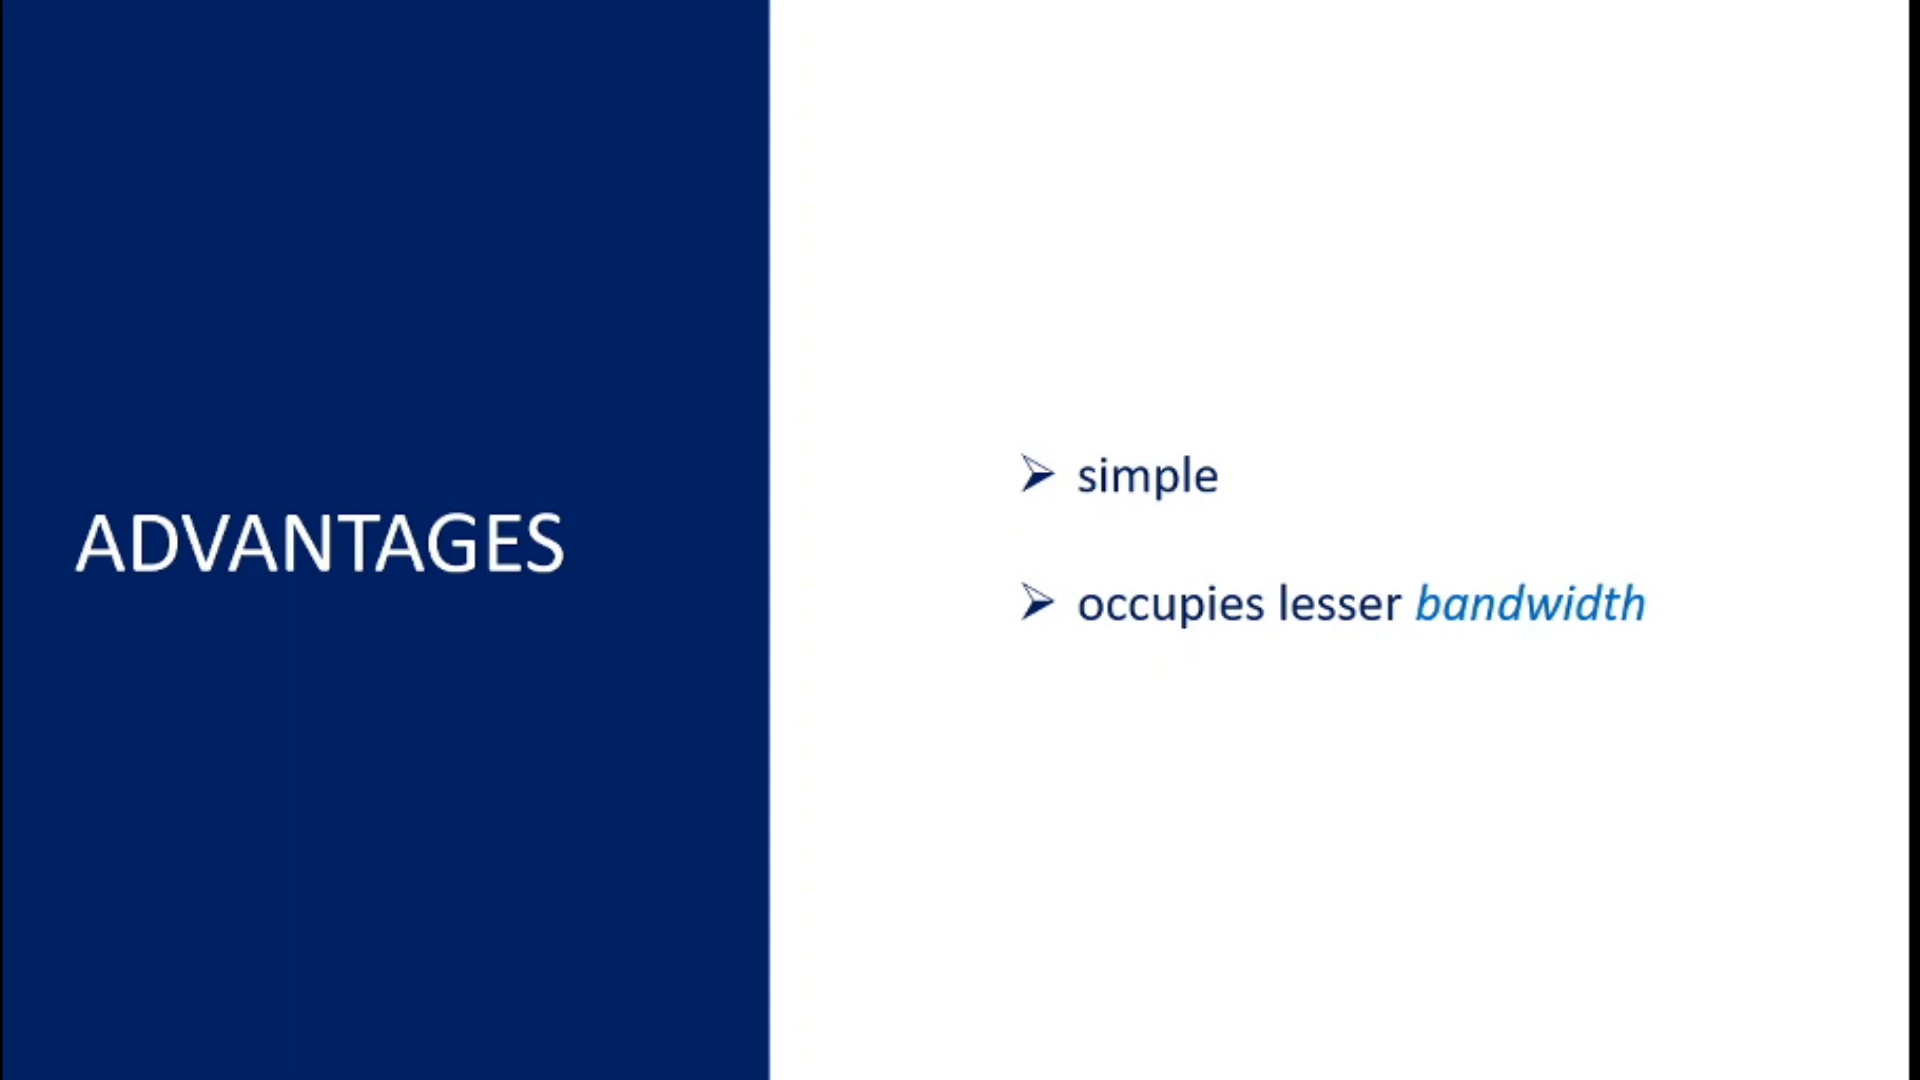 ADVANTAGES
➢ simple
➢ occupies lesser bandwidth